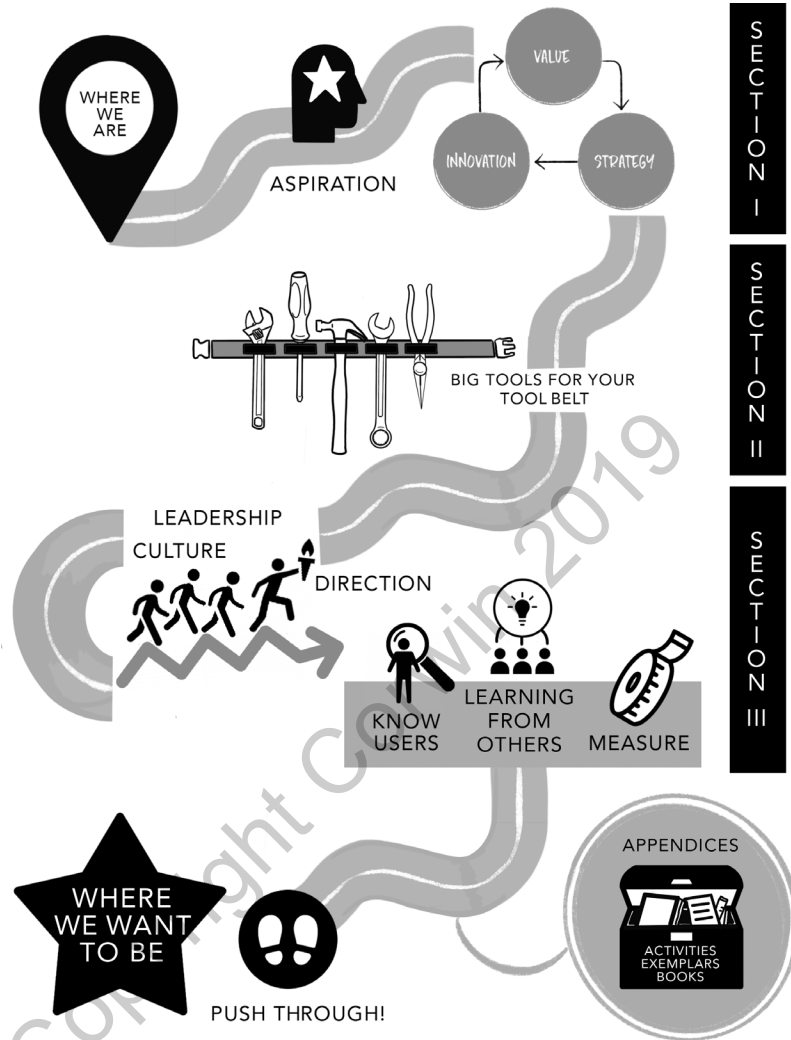 WHERE
WE
ARE
ASPIRATION
VALUE
INNOVATION
STRATEGY
SECTION I
BIG TOOLS FOR YOUR
TOOL BELT
SECTION II
LEADERSHIP
CULTURE
DIRECTION
KNOW
USERS
LEARNING
FROM
OTHERS
MEASURE
SECTION III
WHERE
WE WANT
TO BE
PUSH THROUGH!
APPENDICES
ACTIVITIES
EXEMPLARS
BOOKS
Copyright Corwin 2019